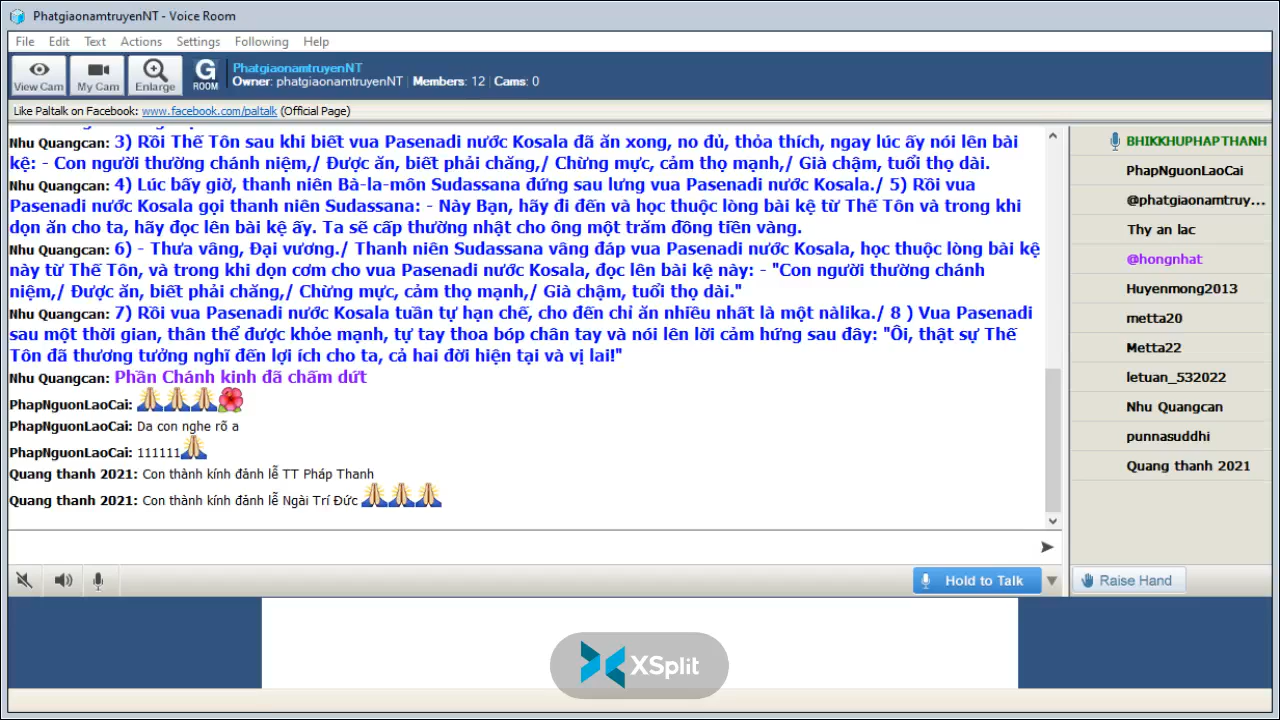 PhatgiaonamtruyenNT - Voice Room
File Edit Text Actions Settings Following Help
View Cam My Cam Enlarge G ROOM
PhatgiaonamtruyenNT
Owner: phatgiaonamtruyenNT | Members: 12 | Cams: 0
Like Paltalk on Facebook: www.facebook.com/paltalk (Official Page)
Nhu Quangcan: 3) Rồi Thế Tôn sau khi biết vua Pasenadi nước Kosala đã ăn xong, no đủ, thỏa thích, ngay lúc ấy nói lên bài
kệ: - Con người thường chánh niệm,/ Được ăn, biết phải chăng,/ Chừng mực, cảm thọ mạnh,/ Già chậm, tuổi thọ dài.
Nhu Quangcan: 4) Lúc bấy giờ, thanh niên Bà-la-môn Sudassana đứng sau lưng vua Pasenadi nước Kosala./ 5) Rồi vua
Pasenadi nước Kosala gọi thanh niên Sudassana: - Này Bạn, hãy đi đến và học thuộc lòng bài kệ từ Thế Tôn và trong khi
dọn ăn cho ta, hãy đọc lên bài kệ ấy. Ta sẽ cấp thường nhật cho ông một trăm đồng tiền vàng.
Nhu Quangcan: 6) - Thưa vâng, Đại vương./ Thanh niên Sudassana vâng đáp vua Pasenadi nước Kosala, học thuộc lòng bài kệ
này từ Thế Tôn, và trong khi dọn cơm cho vua Pasenadi nước Kosala, đọc lên bài kệ này: - "Con người thường chánh
niệm,/ Được ăn, biết phải chăng,/ Chừng mực, cảm thọ mạnh,/ Già chậm, tuổi thọ dài."
Nhu Quangcan: 7) Rồi vua Pasenadi nước Kosala tuần tự hạn chế, cho đến chỉ ăn nhiều nhất là một nàlika./ 8 ) Vua Pasenadi
sau một thời gian, thân thể được khỏe mạnh, tự tay thoa bóp chân tay và nói lên lời cảm hứng sau đây: "Ôi, thật sự Thế
Tôn đã thương tưởng nghĩ đến lợi ích cho ta, cả hai đời hiện tại và vị lai!"
Nhu Quangcan: Phần Chánh kinh đã chấm dứt
PhapNguonLaoCai:
PhapNguonLaoCai: Da con nghe rõ a
PhapNguonLaoCai: 111111
Quang thanh 2021: Con thành kính đảnh lễ TT Pháp Thanh
Quang thanh 2021: Con thành kính đảnh lễ Ngài Trí Đức
BHIKKHUPHAPTHANH
PhapNguonLaoCai
@phatgiaonamtruy...
Thy an lac
@hongnhat
Huyenmong2013
metta20
Metta22
letuan_532022
Nhu Quangcan
punnasuddhi
Quang thanh 2021
Hold to Talk
Raise Hand
XSplit